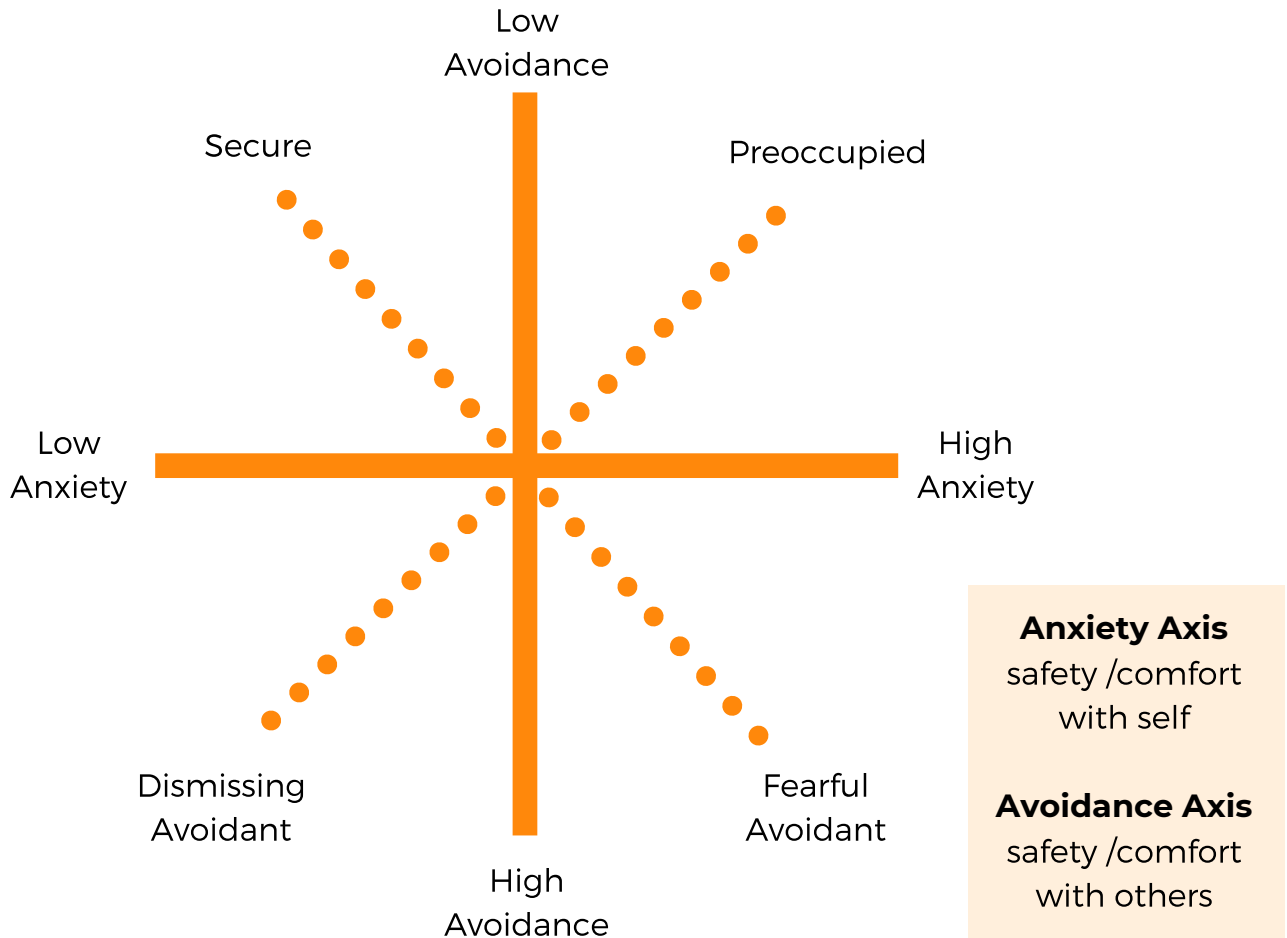 Low
Avoidance
Secure
Preoccupied
Low
Anxiety
High
Anxiety
Dismissing
Avoidant
Fearful
Avoidant
High
Avoidance
Anxiety Axis
safety /comfort
with self
Avoidance Axis
safety /comfort
with others